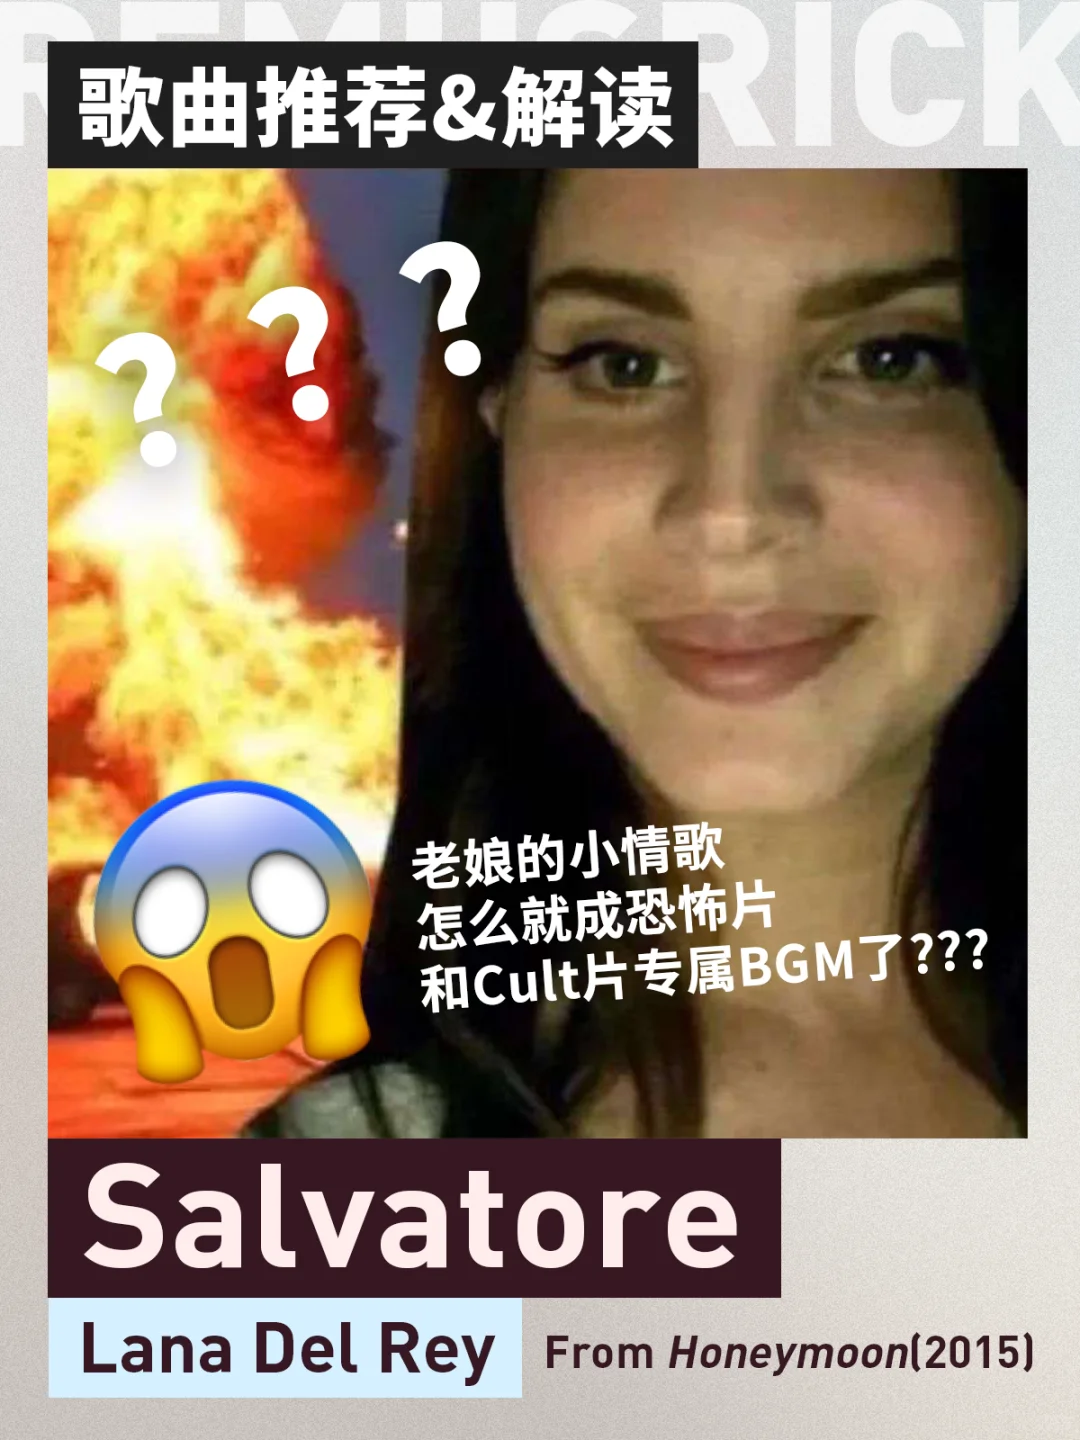 REMUSRICK
歌曲推荐&解读
? ? ?
老娘的小情歌
怎么就成恐怖片
和Cult片专属BGM了???
Salvatore
Lana Del Rey
From Honeymoon(2015)